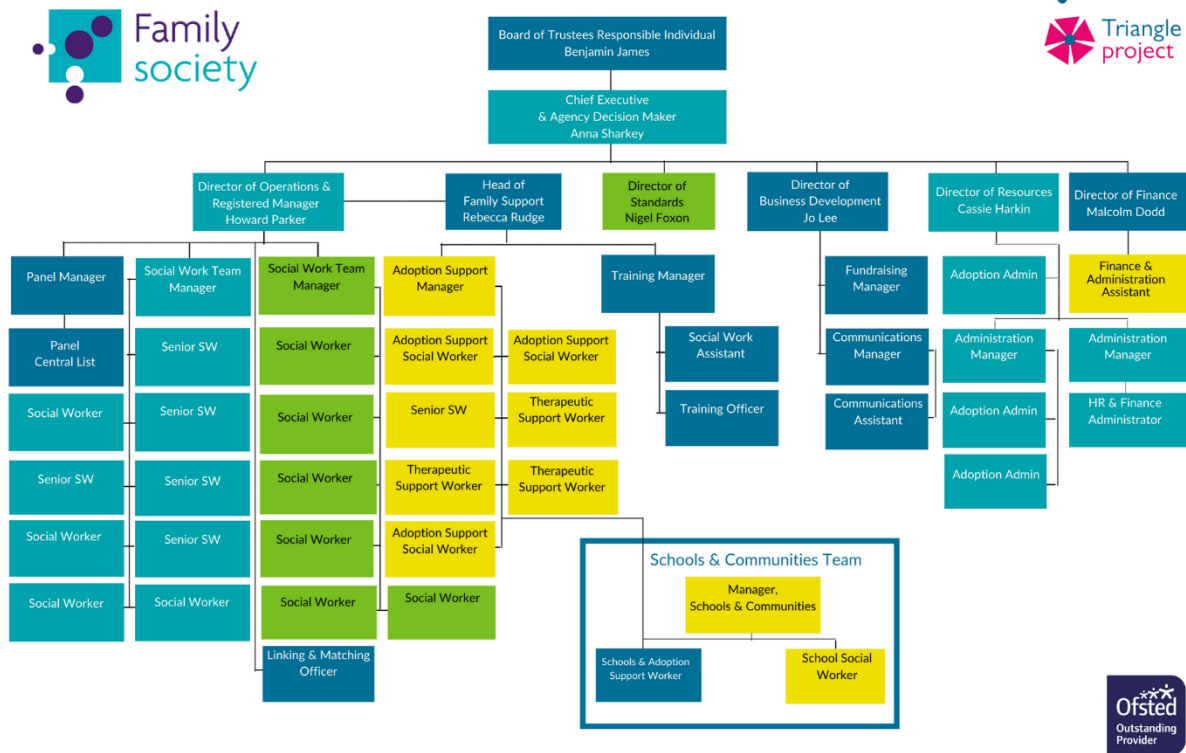 Family
society
Board of Trustees Responsible Individual
Benjamin James
Triangle
project
Chief Executive
& Agency Decision Maker
Anna Sharkey
Director of Operations &
Registered Manager
Howard Parker
Head of
Family Support
Rebecca Rudge
Director of
Standards
Nigel Foxon
Director of
Business Development
Jo Lee
Director of Resources
Cassie Harkin
Director of Finance
Malcolm Dodd
Panel Manager
Social Work Team
Manager
Social Work Team
Manager
Adoption Support
Manager
Training Manager
Fundraising
Manager
Adoption Admin
Finance &
Administration
Assistant
Panel
Central List
Senior SW
Social Worker
Adoption Support
Social Worker
Adoption Support
Social Worker
Social Work
Assistant
Communications
Manager
Administration
Manager
Administration
Manager
Social Worker
Senior SW
Social Worker
Senior SW
Therapeutic
Support Worker
Training Officer
Communications
Assistant
Adoption Admin
HR & Finance
Administrator
Senior SW
Senior SW
Social Worker
Therapeutic
Support Worker
Therapeutic
Support Worker
Adoption Admin
Social Worker
Senior SW
Social Worker
Adoption Support
Social Worker
Schools & Communities Team
Social Worker
Social Worker
Social Worker
Social Worker
Manager,
Schools & Communities
Linking & Matching
Officer
Schools & Adoption
Support Worker
School Social
Worker
Ofsted
Outstanding
Provider